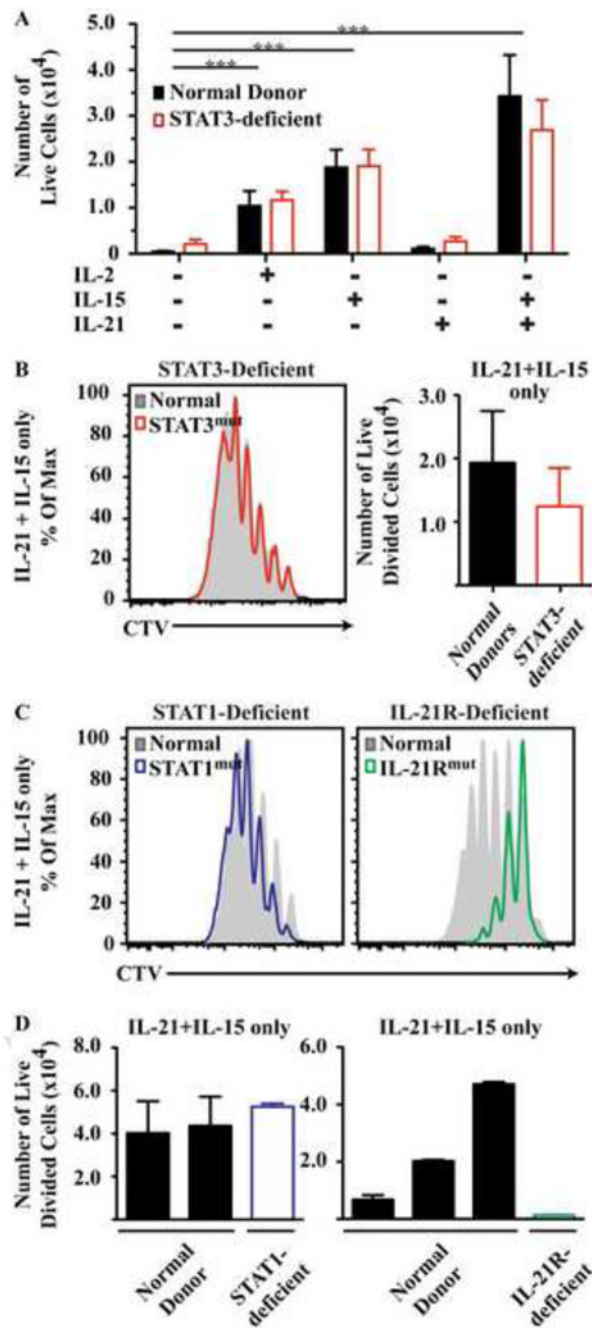 A
Number of
Live Cells (x10⁴)
5.0
4.0
3.0
2.0
1.0
0
***
***
***
Normal Donor
STAT3-deficient
IL-2 - + - - -
IL-15 - - + - +
IL-21 - - - + +
B
STAT3-Deficient
IL-21 + IL-15 only
% Of Max
100
80
60
40
20
0
Normal
STAT3mut
CTV
IL-21+IL-15
only
Number of Live
Divided Cells (x10⁴)
3.0
2.0
1.0
Normal
Donors
STAT3-
deficient
C
STAT1-Deficient
IL-21R-Deficient
IL-21 + IL-15 only
% Of Max
100
80
60
40
20
0
Normal
STAT1mut
Normal
IL-21Rmut
CTV
D
IL-21+IL-15 only
IL-21+IL-15 only
Number of Live
Divided Cells (x10⁴)
8.0
6.0
4.0
2.0
6.0
4.0
2.0
Normal
Donor
STAT1-
deficient
Normal
Donor
IL-21R-
deficient